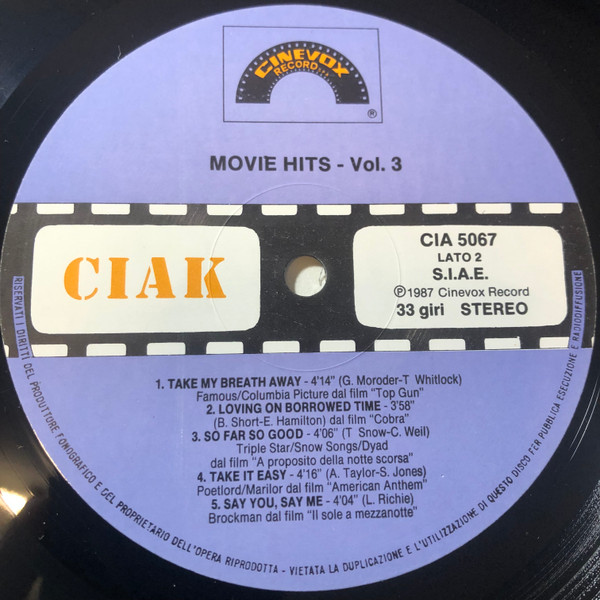 CINEVOX
RECORD
®
MOVIE HITS - Vol. 3
CIAK
CIA 5067
LATO 2
S.I.A.E.
℗1987 Cinevox Record
33 giri STEREO
1. TAKE MY BREATH AWAY - 4'14" (G. Moroder-T Whitlock)
Famous/Columbia Picture dal film "Top Gun"
2. LOVING ON BORROWED TIME - 3'58"
(B. Short-E. Hamilton) dal film "Cobra"
3. SO FAR SO GOOD - 4'06" (T Snow-C. Weil)
Triple Star/Snow Songs/Dyad
dal film "A proposito della notte scorsa"
4. TAKE IT EASY - 4'16" (A. Taylor-S. Jones)
Poetlord/Marilor dal film "American Anthem"
5. SAY YOU, SAY ME - 4'04" (L. Richie)
Brockman dal film "Il sole a mezzanotte"
RISERVATI I DIRITTI DEL PRODUTTORE FONOGRAFICO E DEL PROPRIETARIO DELL'OPERA RIPRODOTTA - VIETATA LA DUPLICAZIONE E L'UTILIZZAZIONE DI QUESTO DISCO PER PUBBLICA ESECUZIONE E RADIODIFFUSIONE